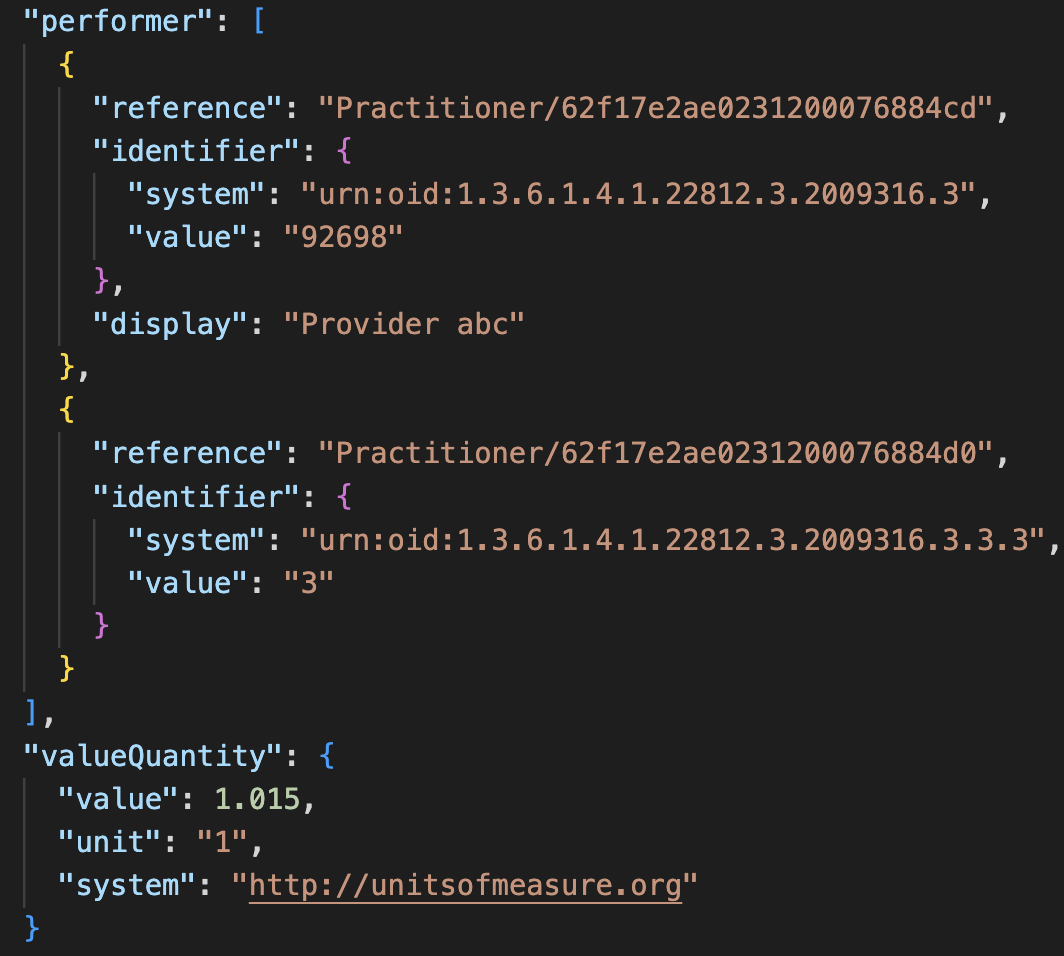 "performer": [
{
"reference": "Practitioner/62f17e2ae0231200076884cd",
"identifier": {
"system": "urn:oid:1.3.6.1.4.1.22812.3.2009316.3",
"value": "92698"
},
"display": "Provider abc"
},
{
"reference": "Practitioner/62f17e2ae0231200076884d0",
"identifier": {
"system": "urn:oid:1.3.6.1.4.1.22812.3.2009316.3.3.3",
"value": "3"
}
}
],
"valueQuantity": {
"value": 1.015,
"unit": "1",
"system": "http://unitsofmeasure.org"
}